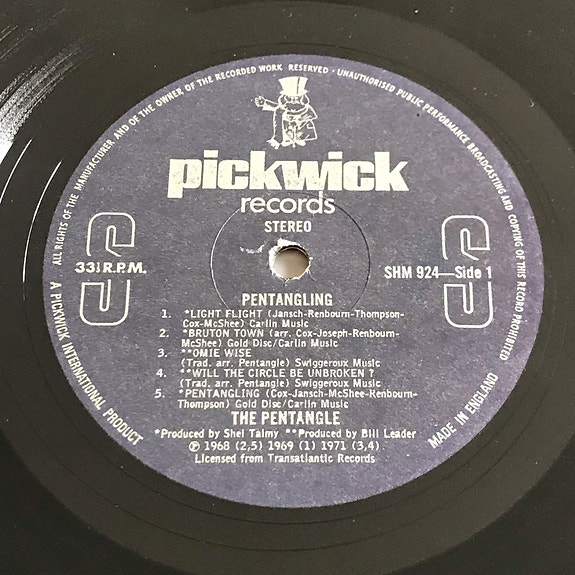 ALL RIGHTS OF THE MANUFACTURER AND OF THE OWNER OF THE RECORDED WORK RESERVED · UNAUTHORISED PUBLIC PERFORMANCE BROADCASTING AND COPYING OF THIS RECORD PROHIBITED
pickwick
records
STEREO
S S
33⅓ R.P.M.
SHM 924—Side 1
PENTANGLING
1. *LIGHT FLIGHT (Jansch-Renbourn-Thompson-
Cox-McShee) Carlin Music
2. *BRUTON TOWN (arr. Cox-Joseph-Renbourn-
McShee) Gold Disc/Carlin Music
3. **OMIE WISE
(Trad. arr. Pentangle) Swiggeroux Music
4. **WILL THE CIRCLE BE UNBROKEN ?
(Trad. arr. Pentangle) Swiggeroux Music
5. *PENTANGLING (Cox-Jansch-McShee-Renbourn-
Thompson) Gold Disc/Carlin Music
THE PENTANGLE
*Produced by Shel Talmy **Produced by Bill Leader
℗ 1968 (2,5) 1969 (1) 1971 (3,4)
Licensed from Transatlantic Records
A PICKWICK INTERNATIONAL PRODUCT
MADE IN ENGLAND